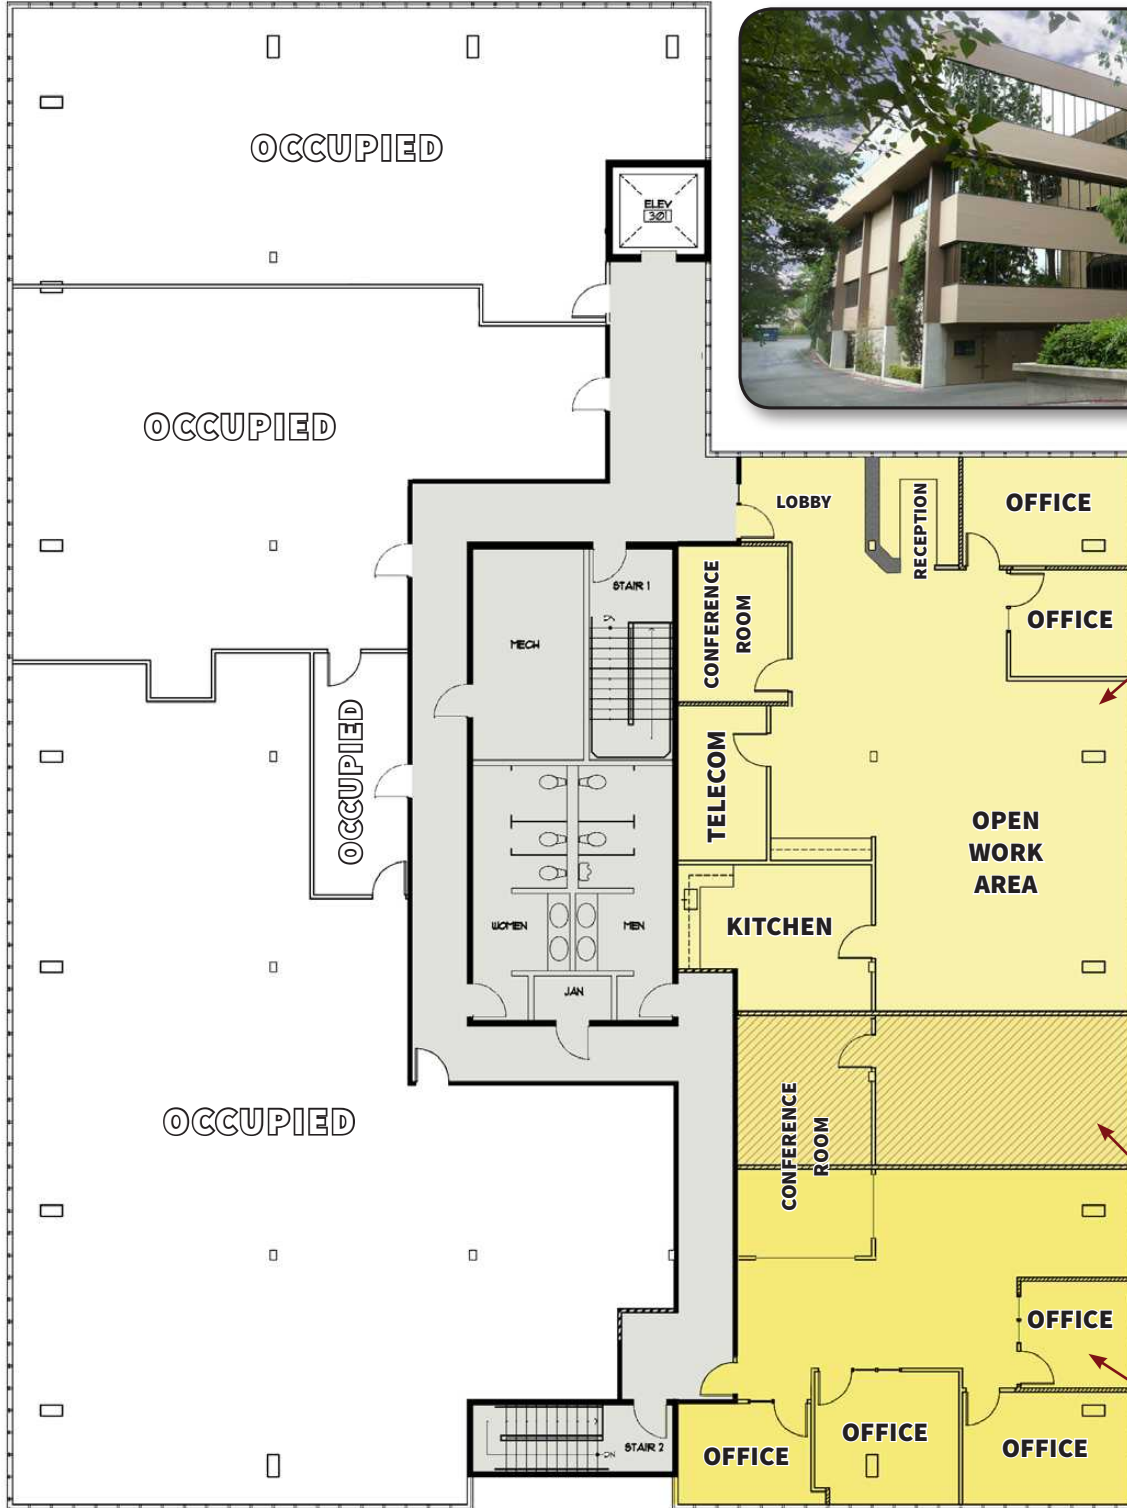 OCCUPIED
ELEV
301
OCCUPIED
LOBBY
RECEPTION
OFFICE
STAIR 1
CONFERENCE
ROOM
OFFICE
MECH
OCCUPIED
TELECOM
OPEN
WORK
AREA
WOMEN
MEN
KITCHEN
JAN
OCCUPIED
CONFERENCE
ROOM
OFFICE
DN
STAIR 2
OFFICE
OFFICE
OFFICE